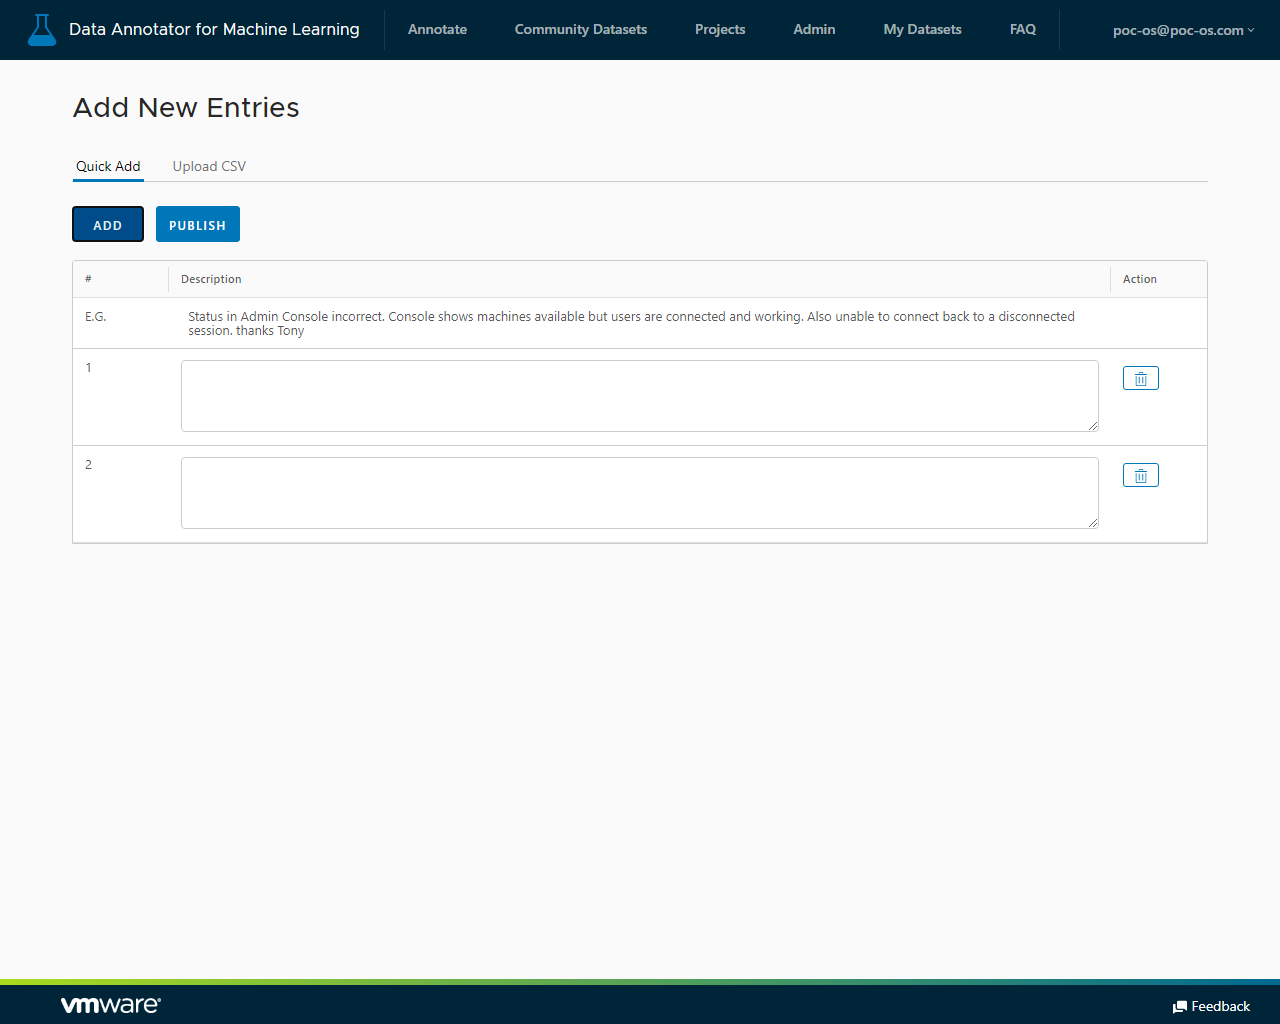 Data Annotator for Machine Learning
Annotate
Community Datasets
Projects
Admin
My Datasets
FAQ
poc-os@poc-os.com
Add New Entries
Quick Add
Upload CSV
ADD
PUBLISH
#
Description
Action
E.G.
Status in Admin Console incorrect. Console shows machines available but users are connected and working. Also unable to connect back to a disconnected
session. thanks Tony
1
2
vmware®
Feedback